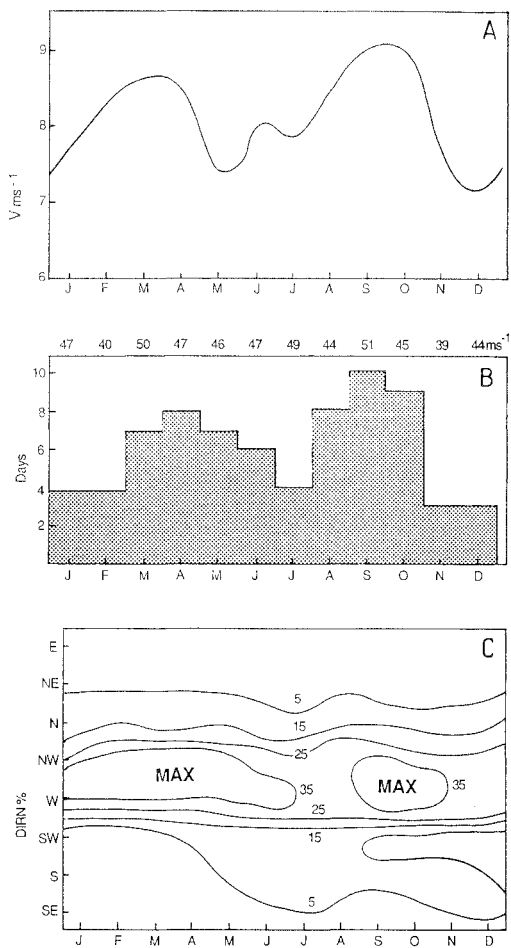 A
9
8
7
6
V ms⁻¹
J F M A M J J A S O N D
47 40 50 47 46 47 49 44 51 45 39 44ms⁻¹
B
10
8
6
4
2
Days
J F M A M J J A S O N D
C
E
NE
N
NW
W
SW
S
SE
DIRN %
5
15
25
MAX
MAX
35
35
25
15
5
J F M A M J J A S O N D